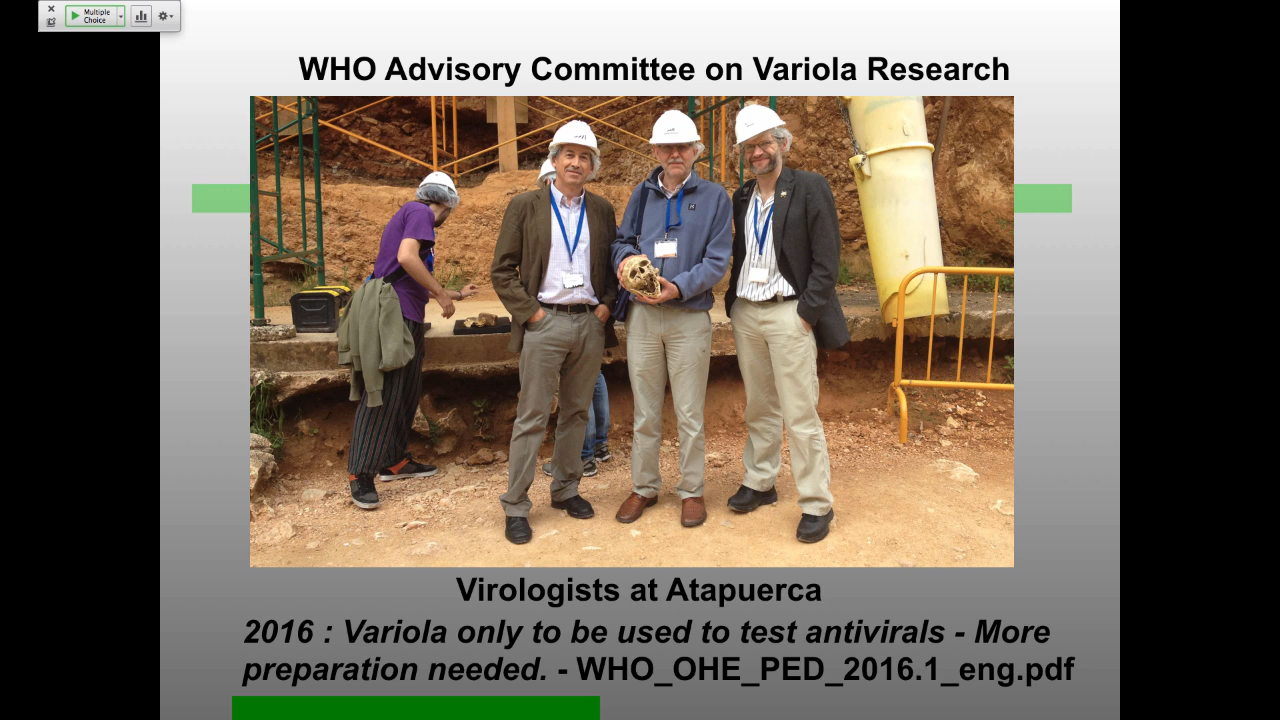 Multiple
Choice
WHO Advisory Committee on Variola Research
Virologists at Atapuerca
2016 : Variola only to be used to test antivirals - More
preparation needed. - WHO_OHE_PED_2016.1_eng.pdf